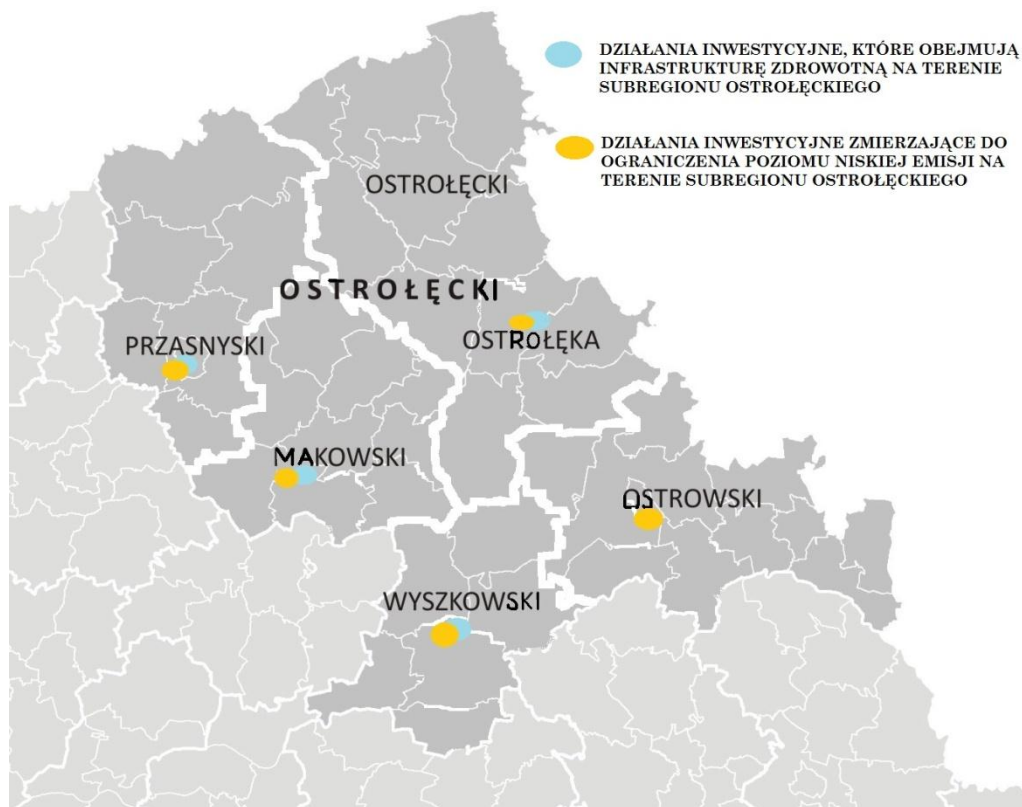 DZIAŁANIA INWESTYCYJNE, KTÓRE OBEJMUJĄ
INFRASTRUKTURĘ ZDROWOTNĄ NA TERENIE
SUBREGIONU OSTROŁĘCKIEGO
DZIAŁANIA INWESTYCYJNE ZMIERZAJĄCE DO
OGRANICZENIA POZIOMU NISKIEJ EMISJI NA
TERENIE SUBREGIONU OSTROŁĘCKIEGO
OSTROŁĘCKI
OSTROŁĘCKI
OSTROŁĘKA
PRZASNYSKI
MAKOWSKI
OSTROWSKI
WYSZKOWSKI